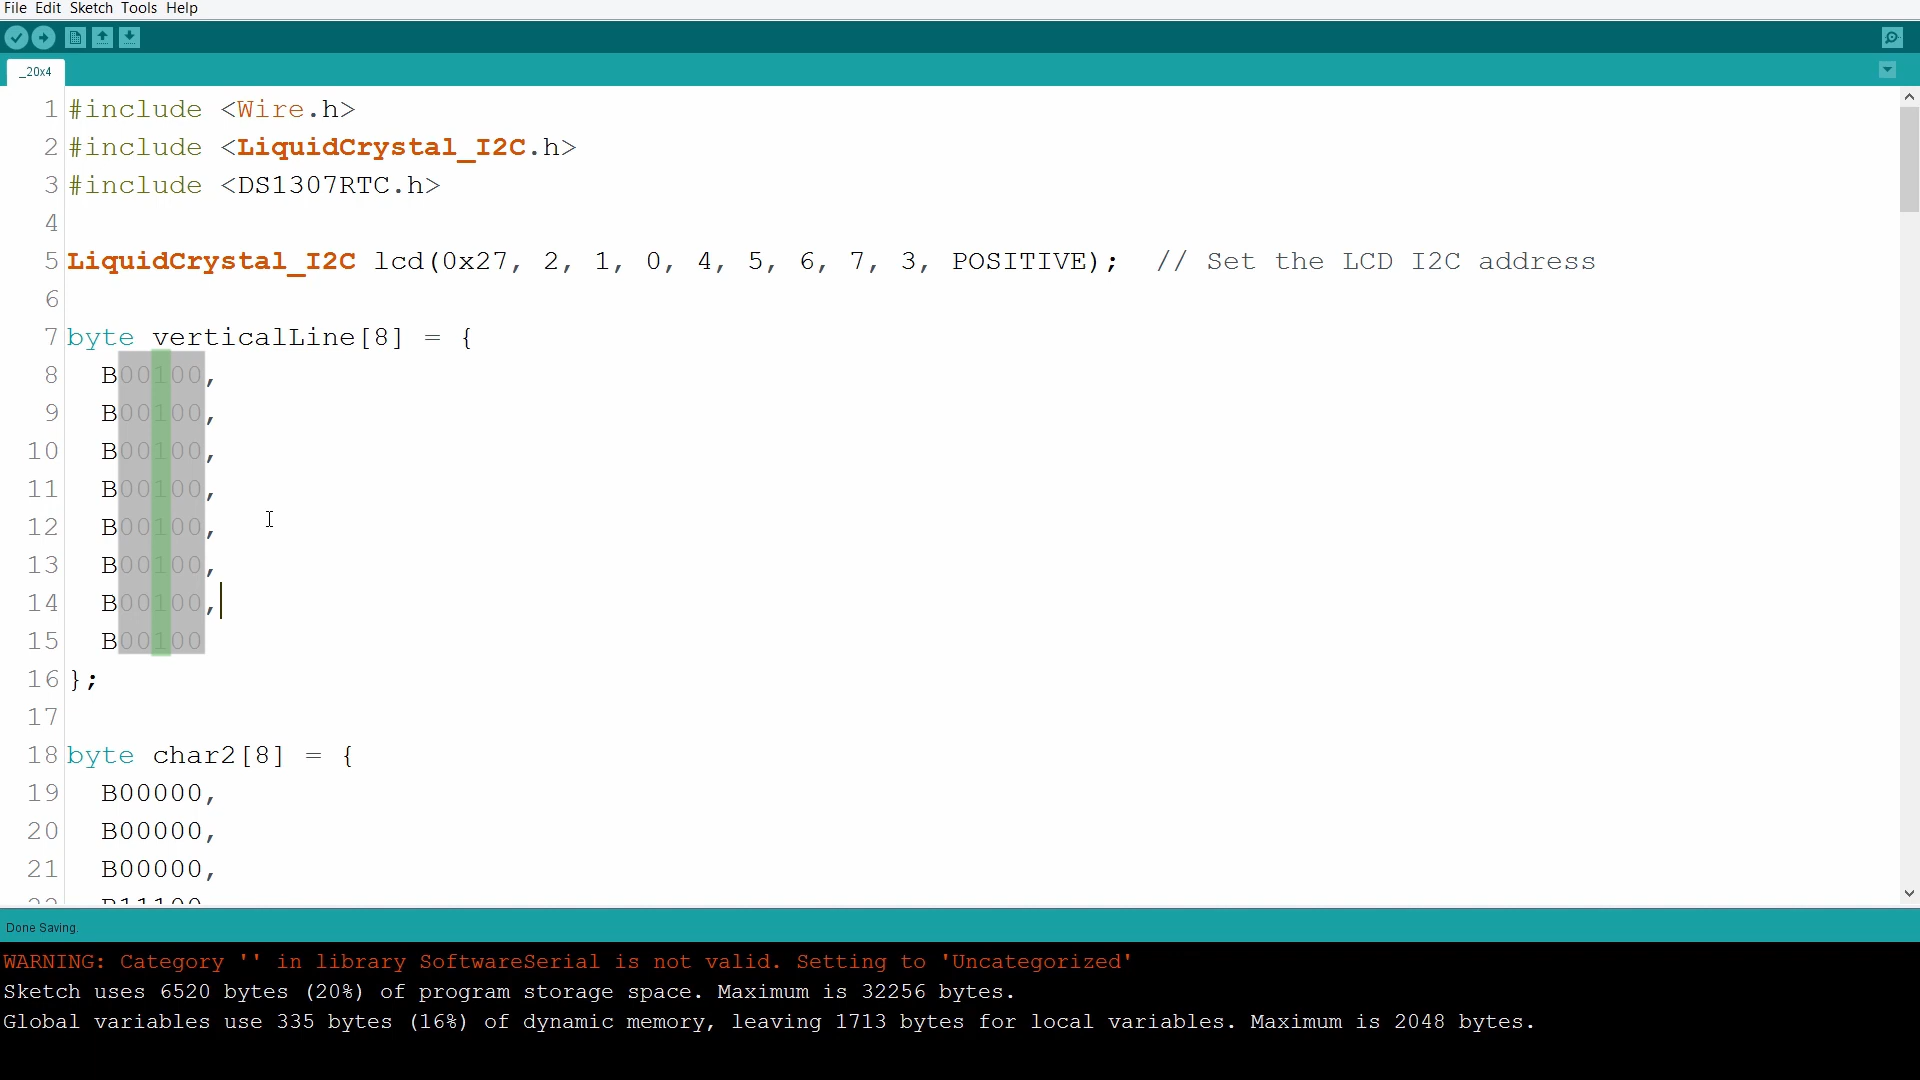 File Edit Sketch Tools Help
_20x4
1 #include <Wire.h>
2 #include <LiquidCrystal_I2C.h>
3 #include <DS1307RTC.h>
4
5 LiquidCrystal_I2C lcd(0x27, 2, 1, 0, 4, 5, 6, 7, 3, POSITIVE);  // Set the LCD I2C address
6
7 byte verticalLine[8] = {
8   B00100,
9   B00100,
10   B00100,
11   B00100,
12   B00100,
13   B00100,
14   B00100,
15   B00100
16 };
17
18 byte char2[8] = {
19   B00000,
20   B00000,
21   B00000,
22   B11100,
Done Saving.
WARNING: Category '' in library SoftwareSerial is not valid. Setting to 'Uncategorized'
Sketch uses 6520 bytes (20%) of program storage space. Maximum is 32256 bytes.
Global variables use 335 bytes (16%) of dynamic memory, leaving 1713 bytes for local variables. Maximum is 2048 bytes.